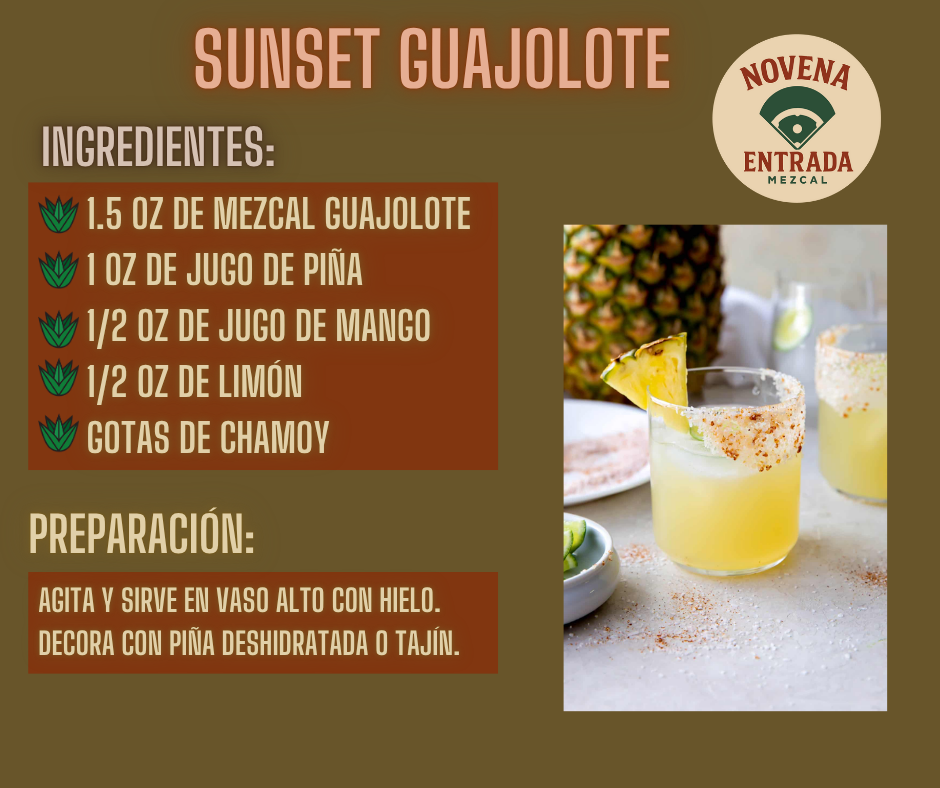 SUNSET GUAJOLOTE
NOVENA
ENTRADA
MEZCAL
INGREDIENTES:
1.5 OZ DE MEZCAL GUAJOLOTE
1 OZ DE JUGO DE PIÑA
1/2 OZ DE JUGO DE MANGO
1/2 OZ DE LIMÓN
GOTAS DE CHAMOY
PREPARACIÓN:
AGITA Y SIRVE EN VASO ALTO CON HIELO.
DECORA CON PIÑA DESHIDRATADA O TAJÍN.